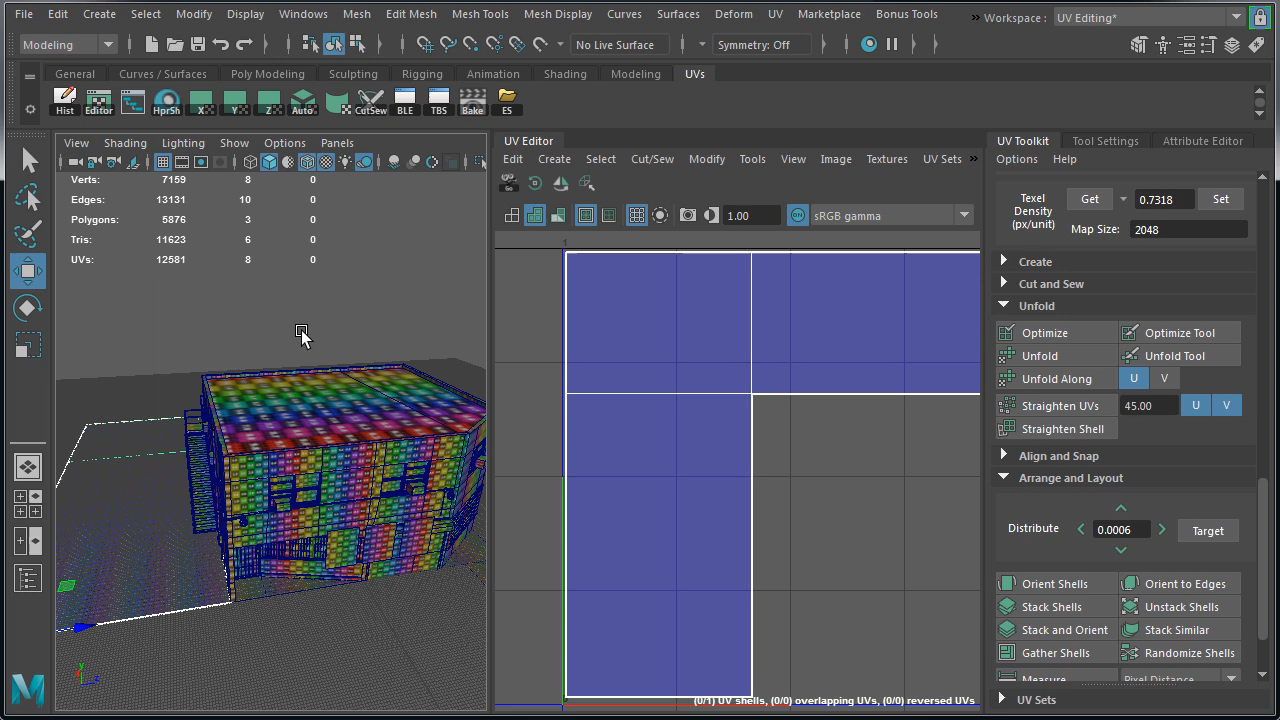 File Edit Create Select Modify Display Windows Mesh Edit Mesh Mesh Tools Mesh Display Curves Surfaces Deform UV Marketplace Bonus Tools » Workspace : UV Editing*
Modeling No Live Surface Symmetry: Off
General Curves / Surfaces Poly Modeling Sculpting Rigging Animation Shading Modeling UVs
Hist Editor HprSh X Y Z Auto CutSew BLE TBS Bake ES
View Shading Lighting Show Options Panels
Verts: 7159 8 0
Edges: 13131 10 0
Polygons: 5876 3 0
Tris: 11623 6 0
UVs: 12581 8 0
y
z
UV Editor
Edit Create Select Cut/Sew Modify Tools View Image Textures UV Sets »
Go
1.00 ON sRGB gamma
1
(0/1) UV shells, (0/0) overlapping UVs, (0/0) reversed UVs
UV Toolkit Tool Settings Attribute Editor
Options Help
Texel Density (px/unit) Get 0.7318 Set
Map Size: 2048
Create
Cut and Sew
Unfold
Optimize Optimize Tool
Unfold Unfold Tool
Unfold Along U V
Straighten UVs 45.00 U V
Straighten Shell
Align and Snap
Arrange and Layout
Distribute 0.0006 Target
Orient Shells Orient to Edges
Stack Shells Unstack Shells
Stack and Orient Stack Similar
Gather Shells Randomize Shells
Measure Pixel Distance
UV Sets